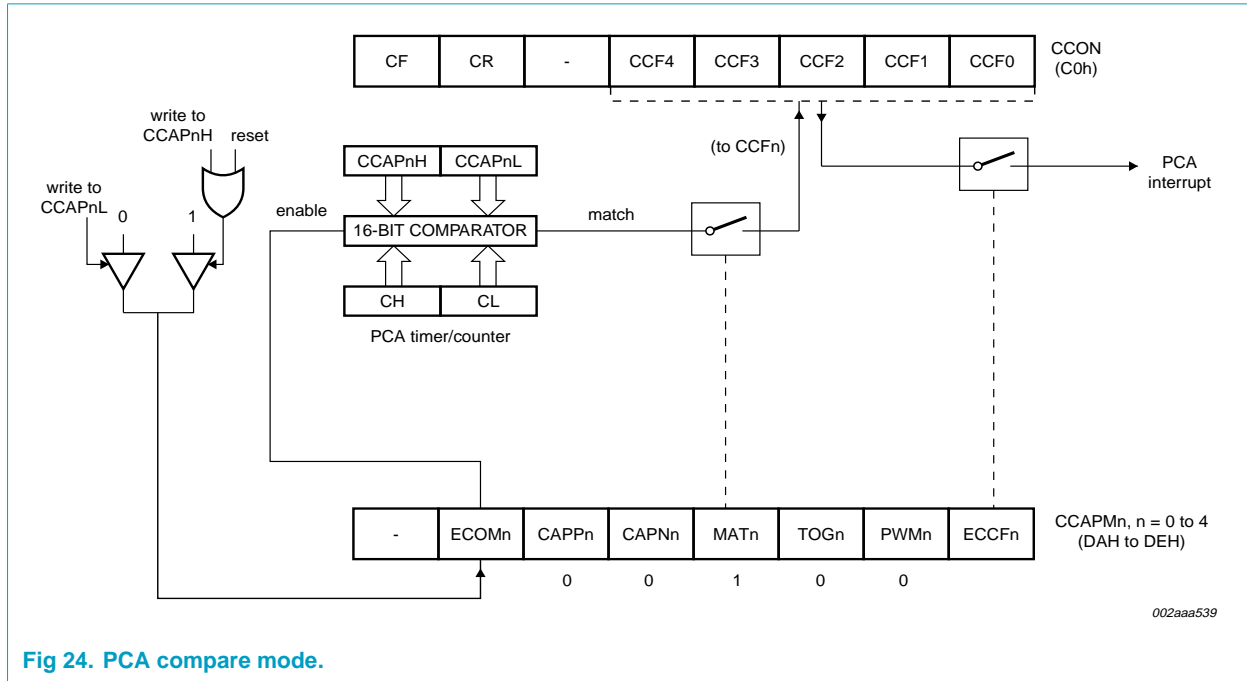 CF CR - CCF4 CCF3 CCF2 CCF1 CCF0
CCON
(C0h)
write to
CCAPnH reset
(to CCFn)
PCA
interrupt
CCAPnH CCAPnL
write to
CCAPnL
0 1
enable
16-BIT COMPARATOR
match
CH CL
PCA timer/counter
- ECOMn CAPPn CAPNn MATn TOGn PWMn ECCFn
CCAPMn, n = 0 to 4
(DAH to DEH)
0 0 1 0 0
002aaa539
Fig 24. PCA compare mode.